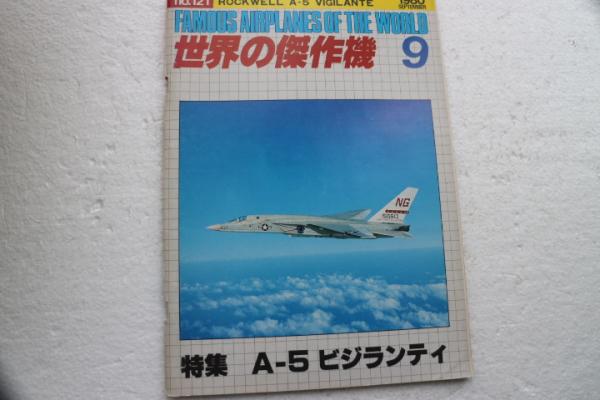 no.121 ROCKWELL A-5 VIGILANTE 1980
SEPTEMBER
FAMOUS AIRPLANES OF THE WORLD
世界の傑作機 9
NG
特集 A-5 ビジランティ